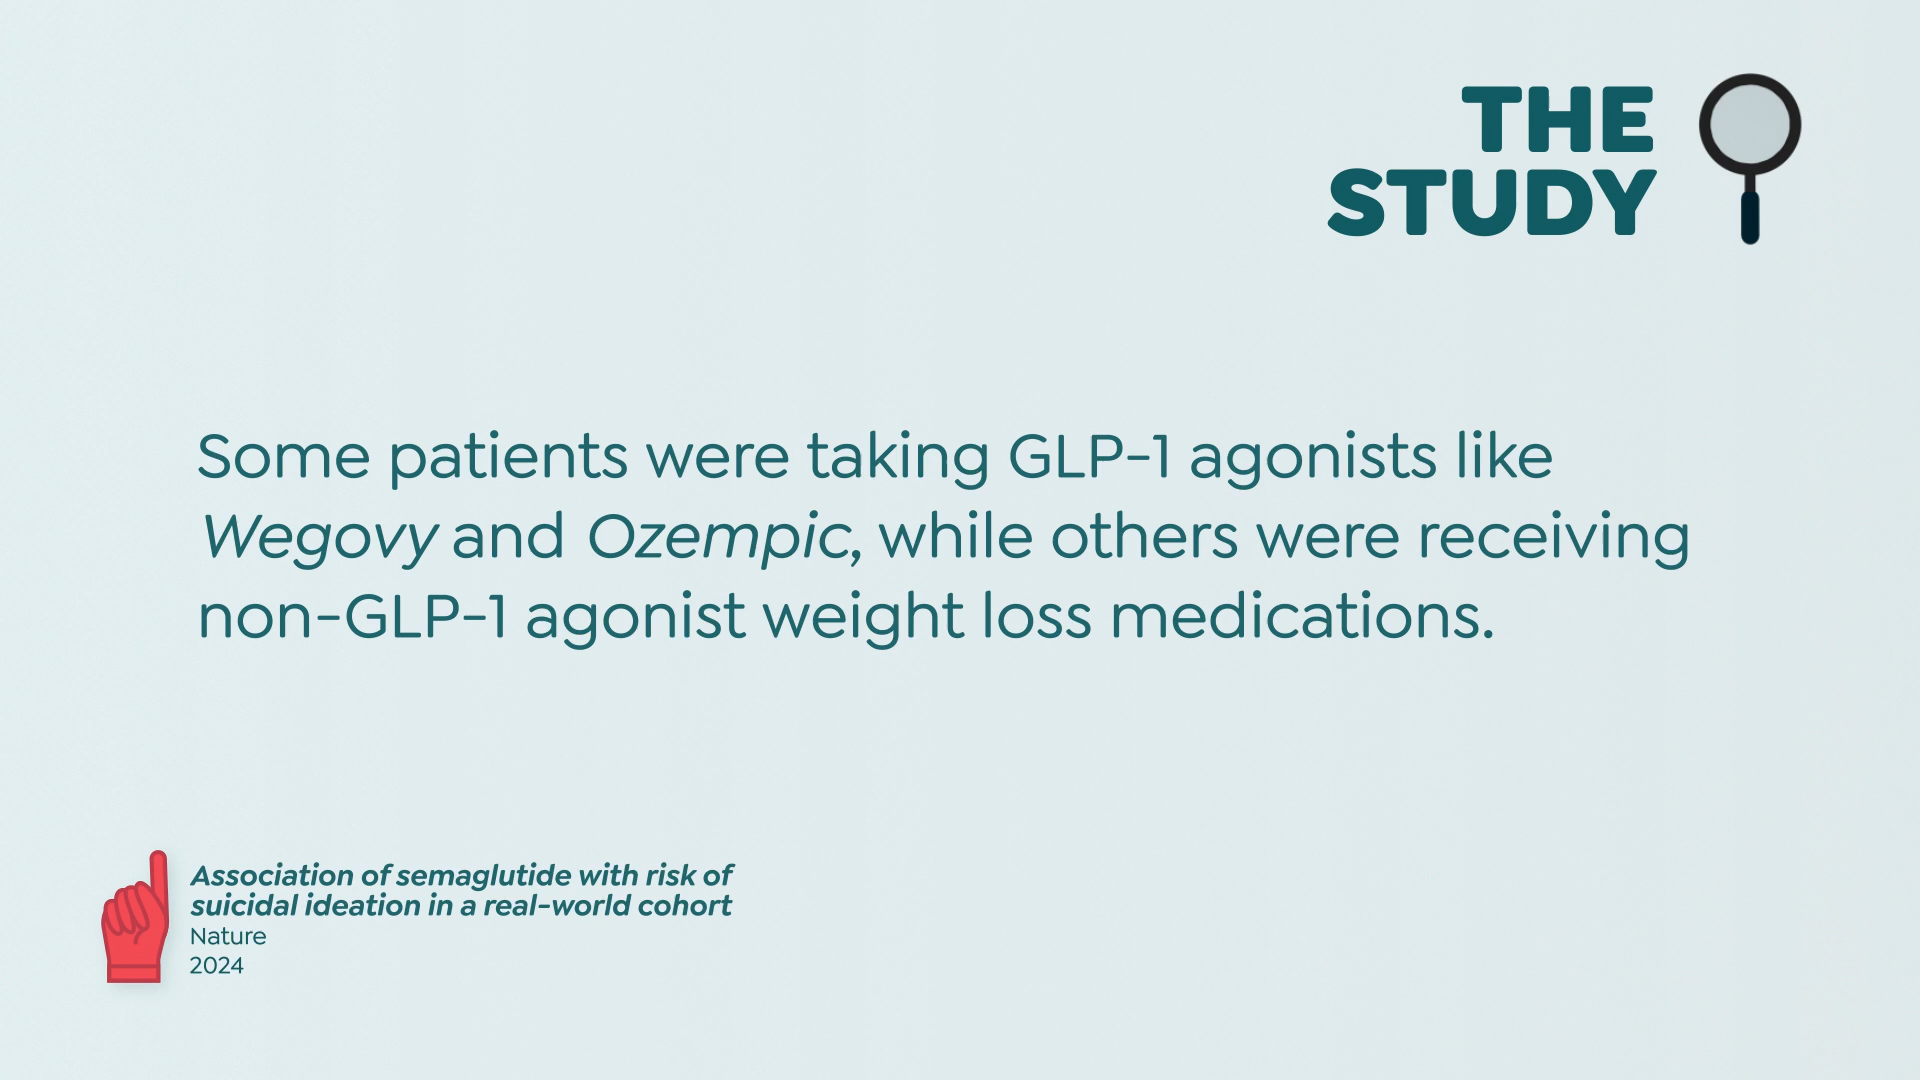 THE
STUDY
Some patients were taking GLP-1 agonists like
Wegovy and Ozempic, while others were receiving
non-GLP-1 agonist weight loss medications.
Association of semaglutide with risk of
suicidal ideation in a real-world cohort
Nature
2024